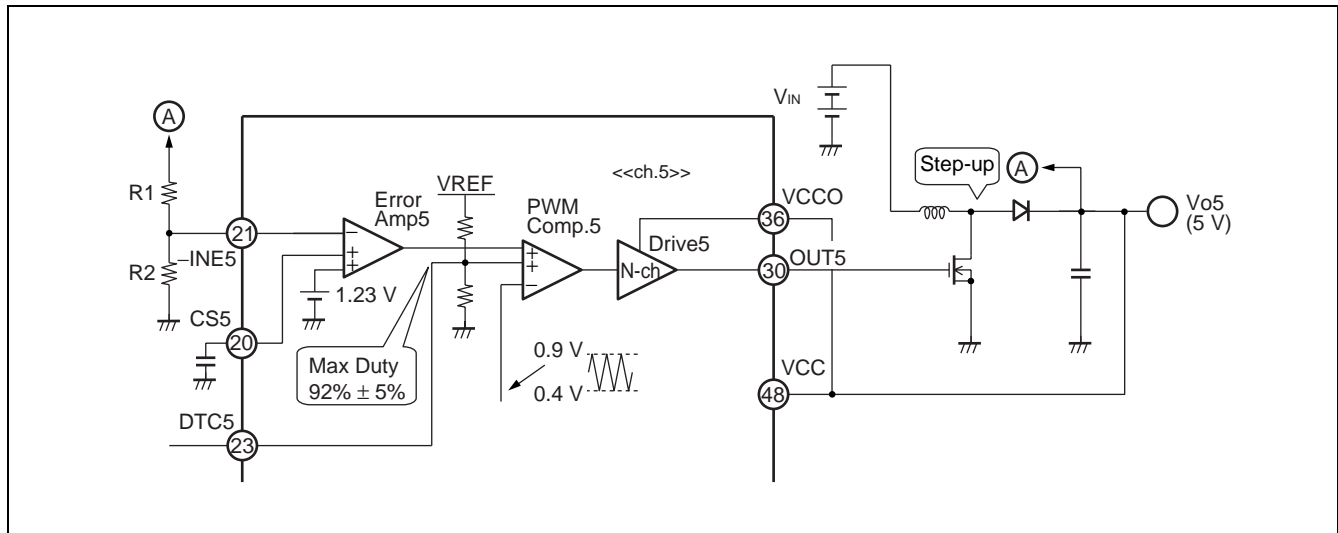 A
R1
R2
21
−INE5
CS5
20
DTC5
23
Error
Amp5
1.23 V
Max Duty
92% ± 5%
VREF
PWM
Comp.5
0.9 V
0.4 V
<<ch.5>>
N-ch
Drive5
VCCO
36
OUT5
30
VCC
48
VIN
Step-up
A
Vo5
(5 V)